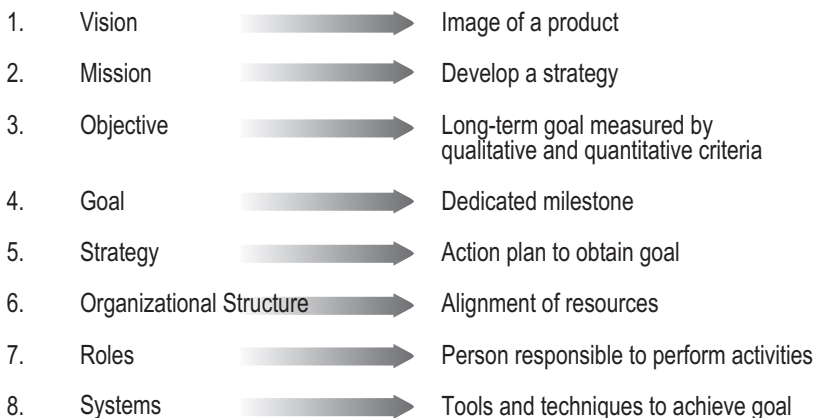 1. Vision Image of a product
2. Mission Develop a strategy
3. Objective Long-term goal measured by
qualitative and quantitative criteria
4. Goal Dedicated milestone
5. Strategy Action plan to obtain goal
6. Organizational Structure Alignment of resources
7. Roles Person responsible to perform activities
8. Systems Tools and techniques to achieve goal